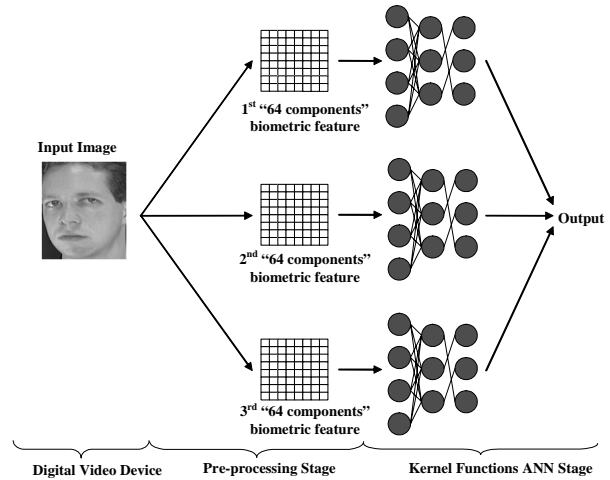 1st “64 components”
biometric feature
Input Image
2nd “64 components”
biometric feature
Output
3rd “64 components”
biometric feature
Digital Video Device
Pre-processing Stage
Kernel Functions ANN Stage